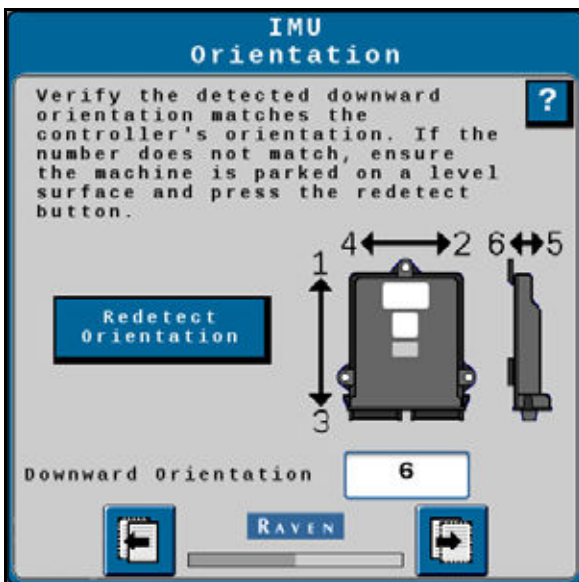 IMU
Orientation
Verify the detected downward
orientation matches the
controller's orientation. If the
number does not match, ensure
the machine is parked on a level
surface and press the redetect
button.
?
4 2 6 5
1
Redetect
Orientation
3
Downward Orientation 6
RAVEN